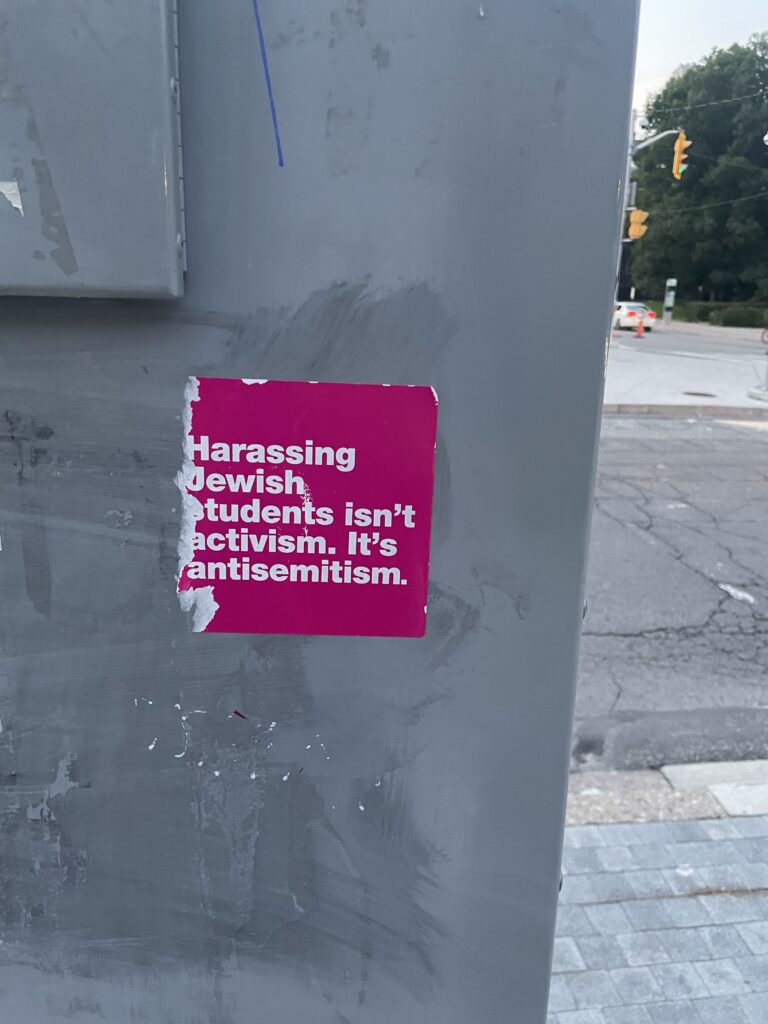 Harassing
Jewish
students isn't
activism. It's
antisemitism.